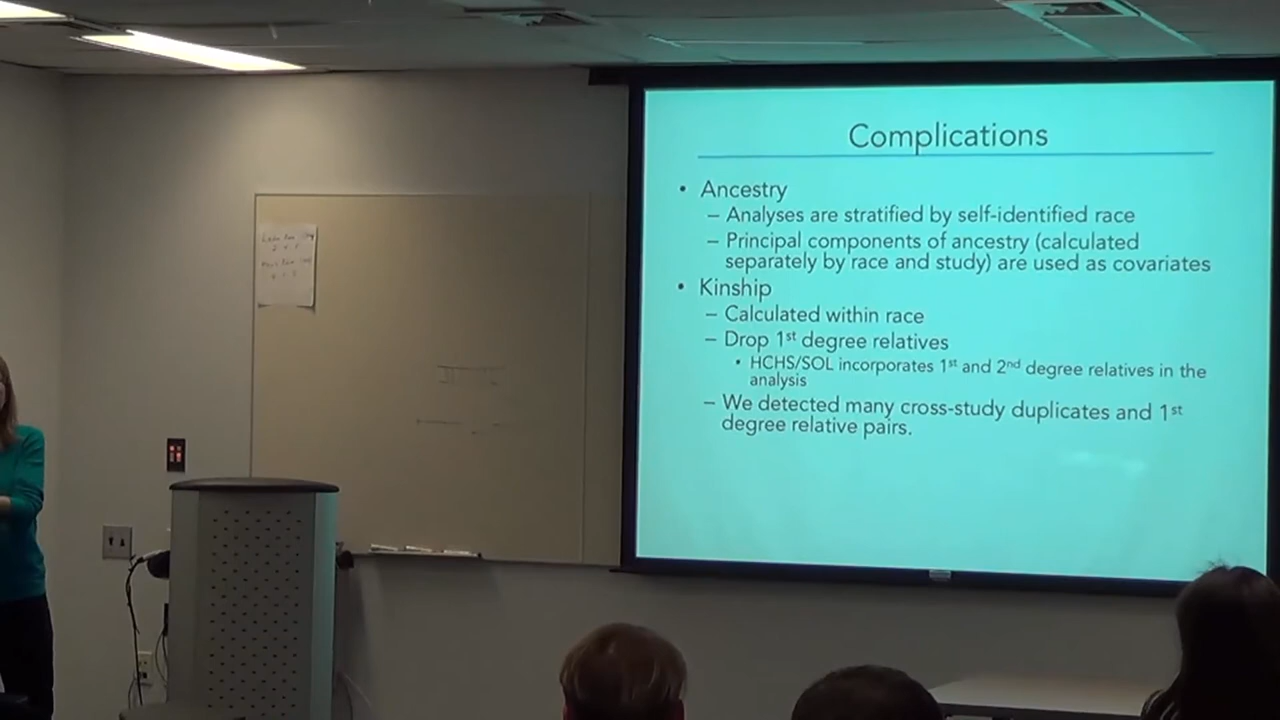 Complications
• Ancestry
– Analyses are stratified by self-identified race
– Principal components of ancestry (calculated
separately by race and study) are used as covariates
• Kinship
– Calculated within race
– Drop 1st degree relatives
• HCHS/SOL incorporates 1st and 2nd degree relatives in the
analysis
– We detected many cross-study duplicates and 1st
degree relative pairs.